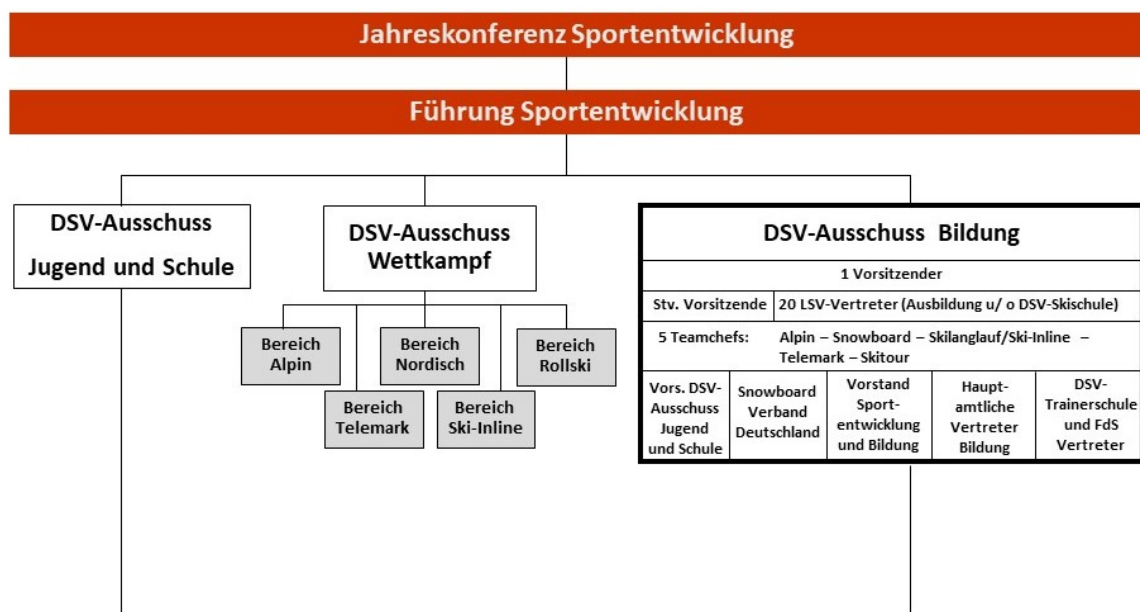 Jahreskonferenz Sportentwicklung
Führung Sportentwicklung
DSV-Ausschuss
Jugend und Schule
DSV-Ausschuss
Wettkampf
Bereich
Alpin
Bereich
Nordisch
Bereich
Rollski
Bereich
Telemark
Bereich
Ski-Inline
DSV-Ausschuss Bildung
1 Vorsitzender
Stv. Vorsitzende
20 LSV-Vertreter (Ausbildung u/ o DSV-Skischule)
5 Teamchefs: Alpin – Snowboard – Skilanglauf/Ski-Inline –
Telemark – Skitour
Vors. DSV-
Ausschuss
Jugend
und Schule
Snowboard
Verband
Deutschland
Vorstand
Sport-
entwicklung
und Bildung
Haupt-
amtliche
Vertreter
Bildung
DSV-
Trainerschule
und FdS
Vertreter